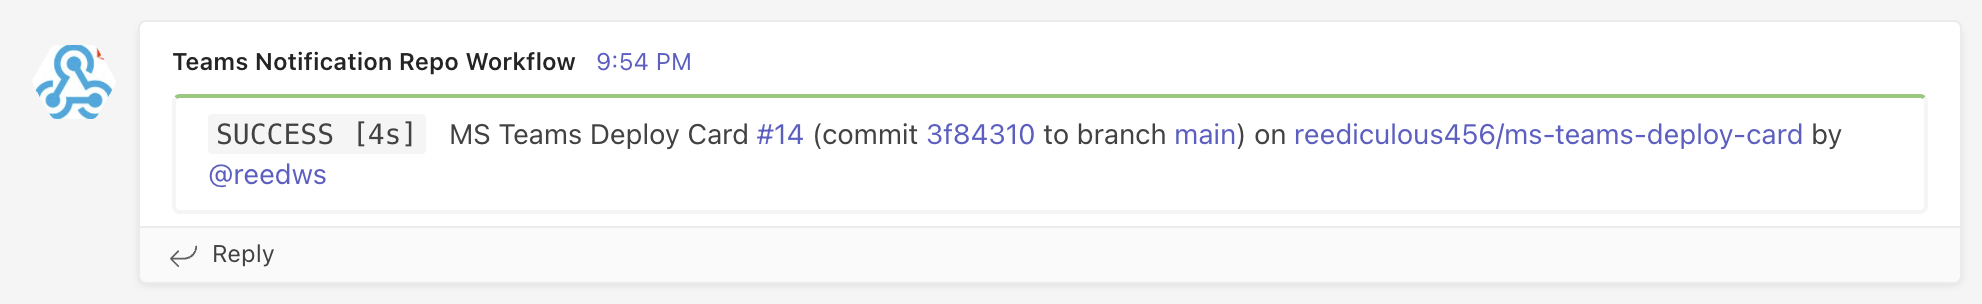 Teams Notification Repo Workflow 9:54 PM
SUCCESS [4s] MS Teams Deploy Card #14 (commit 3f84310 to branch main) on reediculous456/ms-teams-deploy-card by
@reedws
Reply